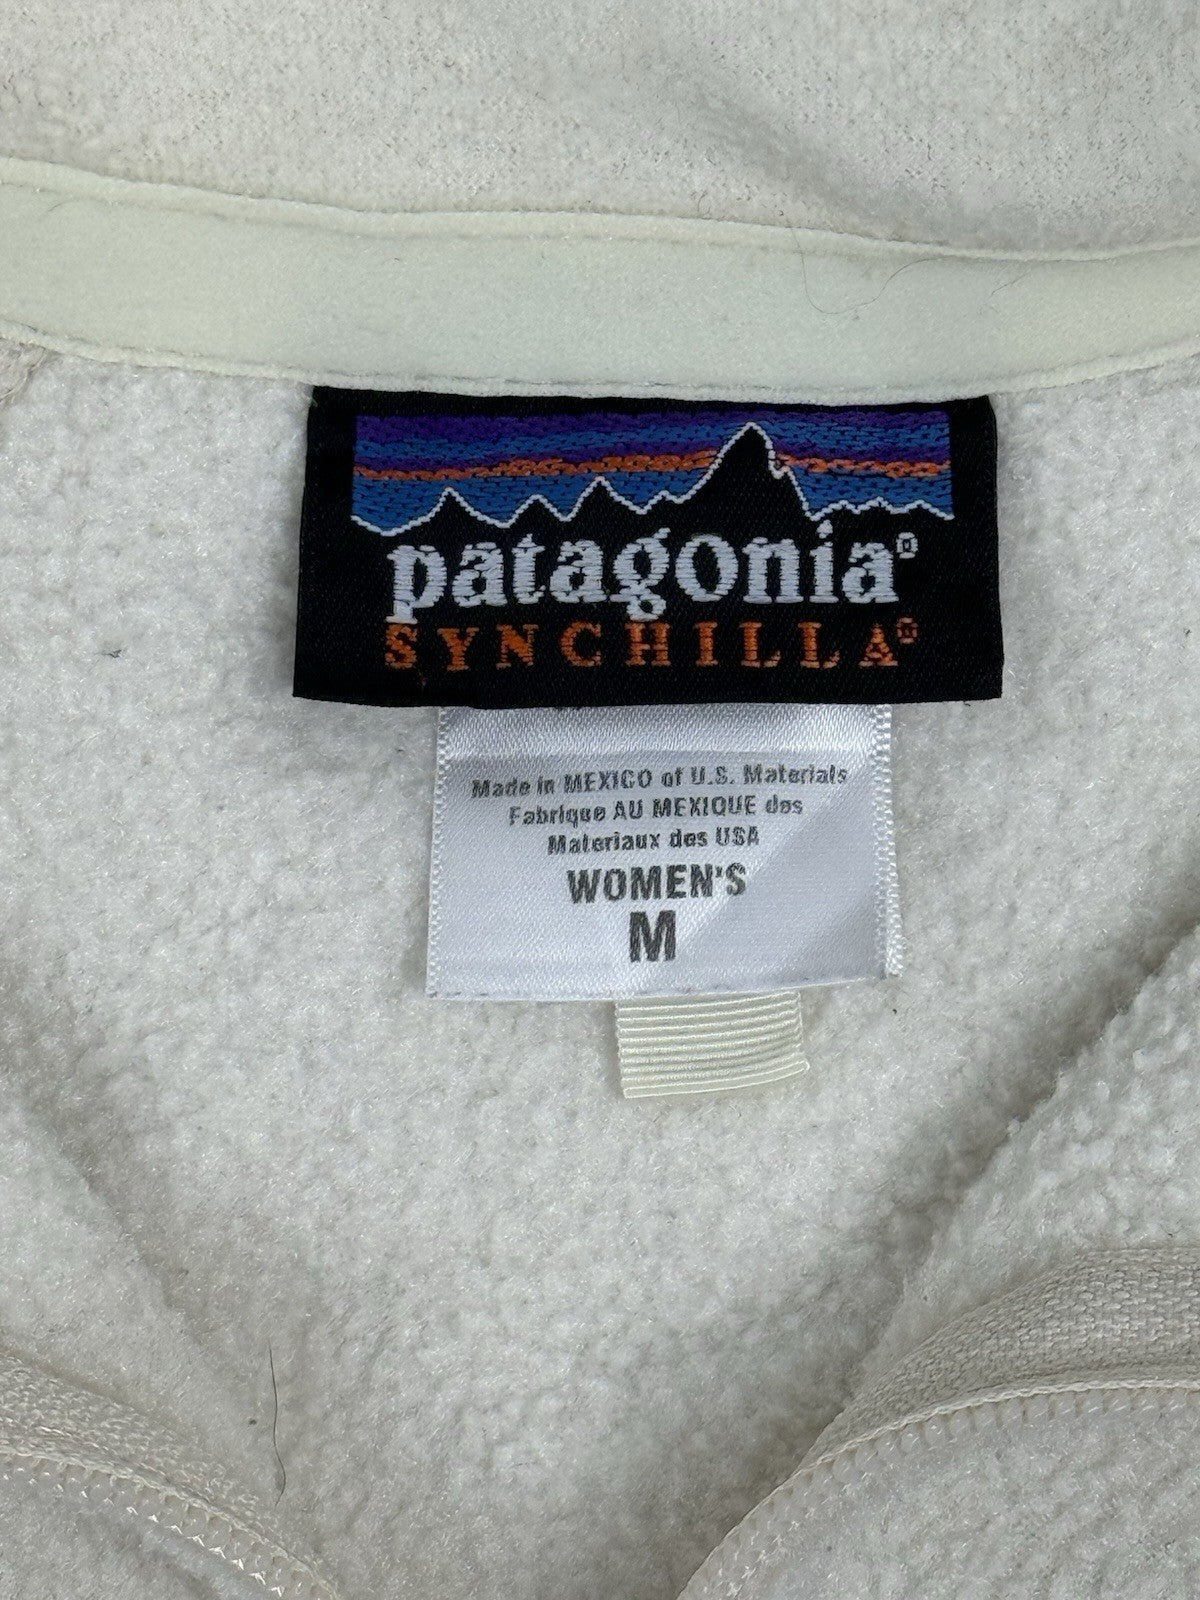 patagonia®
SYNCHILLA®
Made in MEXICO of U.S. Materials
Fabrique AU MEXIQUE des
Materiaux des USA
WOMEN'S
M